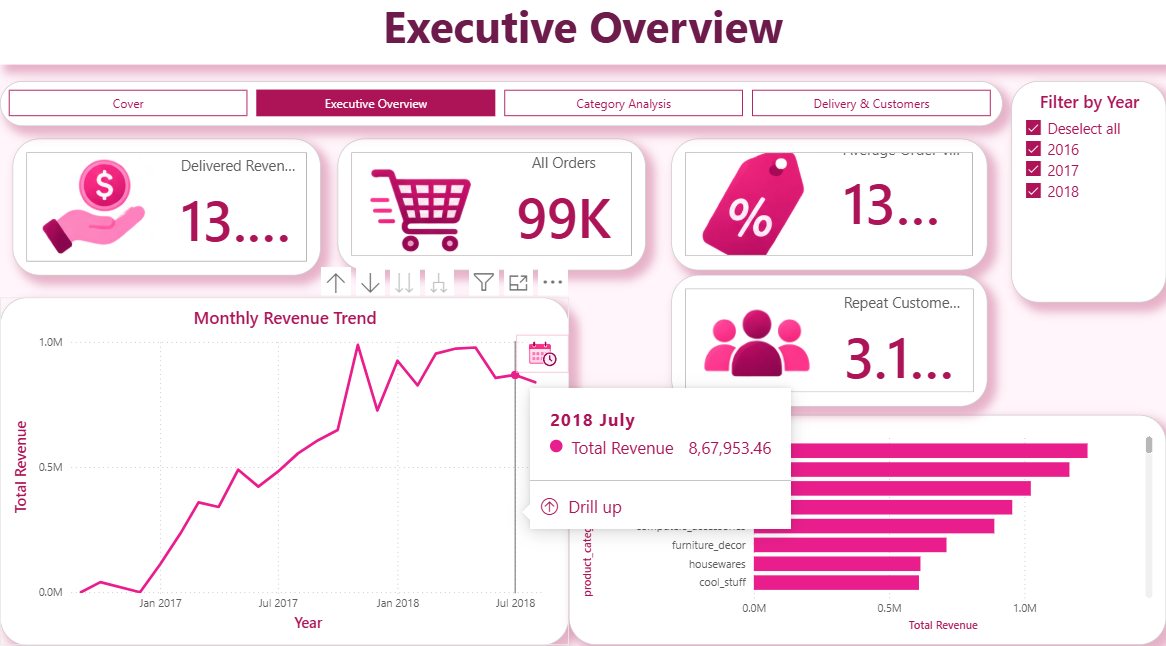 Executive Overview
Cover
Executive Overview
Category Analysis
Delivery & Customers
Filter by Year
Deselect all
2016
2017
2018
Delivered Reven...
13....
All Orders
99K
13...
Repeat Custome...
3.1...
Monthly Revenue Trend
Total Revenue
1.0M
0.5M
0.0M
Jan 2017
Jul 2017
Jan 2018
Jul 2018
Year
2018 July
Total Revenue 8,67,953.46
Drill up
furniture_decor
housewares
cool_stuff
0.0M
0.5M
1.0M
Total Revenue